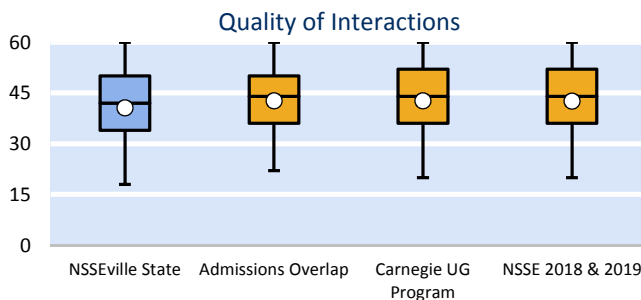 Quality of Interactions
60
45
30
15
0
NSSEville State
Admissions Overlap
Carnegie UG
Program
NSSE 2018 & 2019